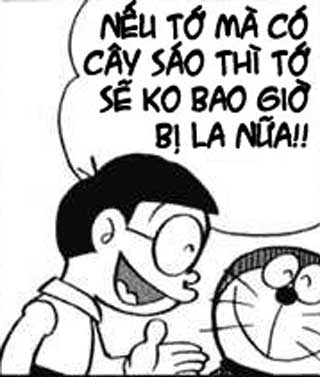 NẾU TỚ MÀ CÓ
CÂY SÁO THÌ TỚ
SẼ KO BAO GIỜ
BỊ LA NỮA!!